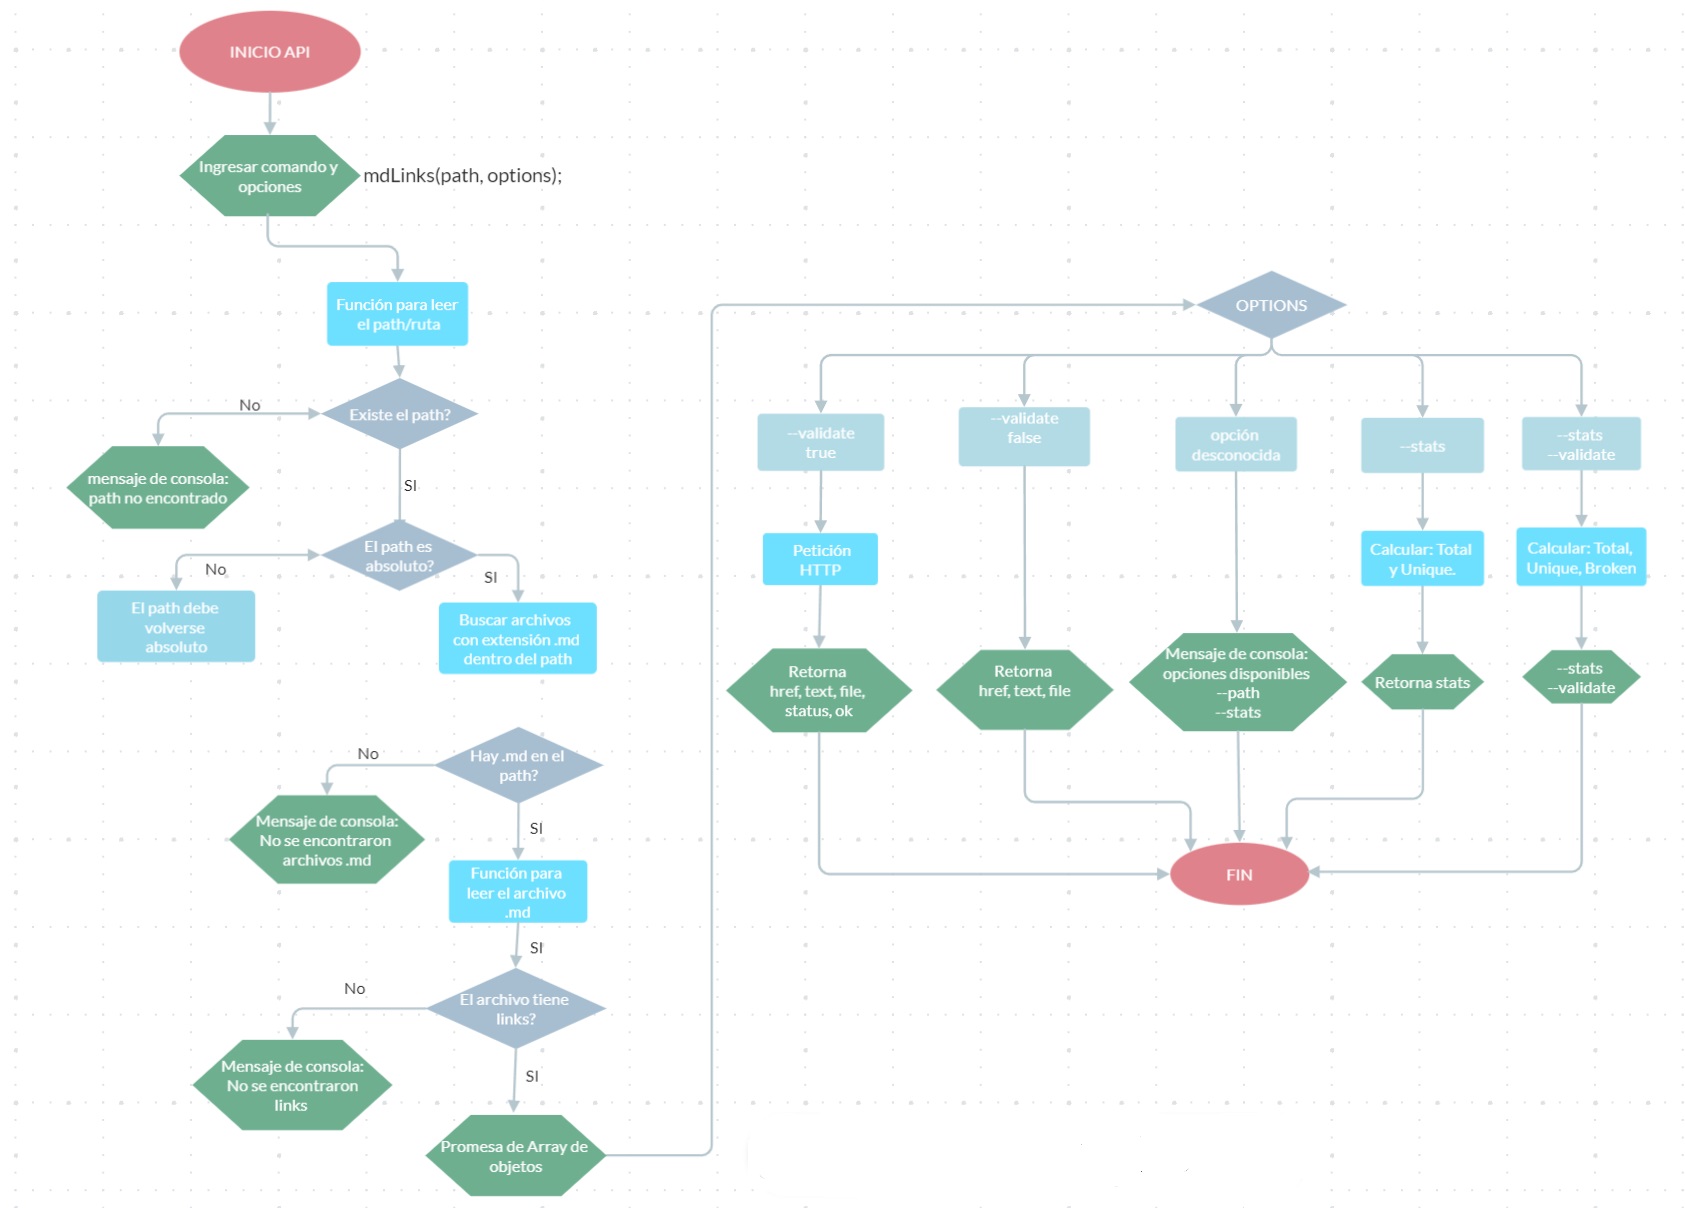 INICIO API
Ingresar comando y
opciones
mdLinks(path, options);
Función para leer
el path/ruta
Existe el path?
No
mensaje de consola:
path no encontrado
SI
El path es
absoluto?
No
El path debe
volverse
absoluto
SI
Buscar archivos
con extensión .md
dentro del path
Hay .md en el
path?
No
Mensaje de consola:
No se encontraron
archivos .md
SI
Función para
leer el archivo
.md
SI
El archivo tiene
links?
No
Mensaje de consola:
No se encontraron
links
SI
Promesa de Array de
objetos
OPTIONS
--validate
true
Petición
HTTP
Retorna
href, text, file,
status, ok
--validate
false
Retorna
href, text, file
opción
desconocida
Mensaje de consola:
opciones disponibles
--path
--stats
--stats
Calcular: Total
y Unique.
Retorna stats
--stats
--validate
Calcular: Total,
Unique, Broken
--stats
--validate
FIN